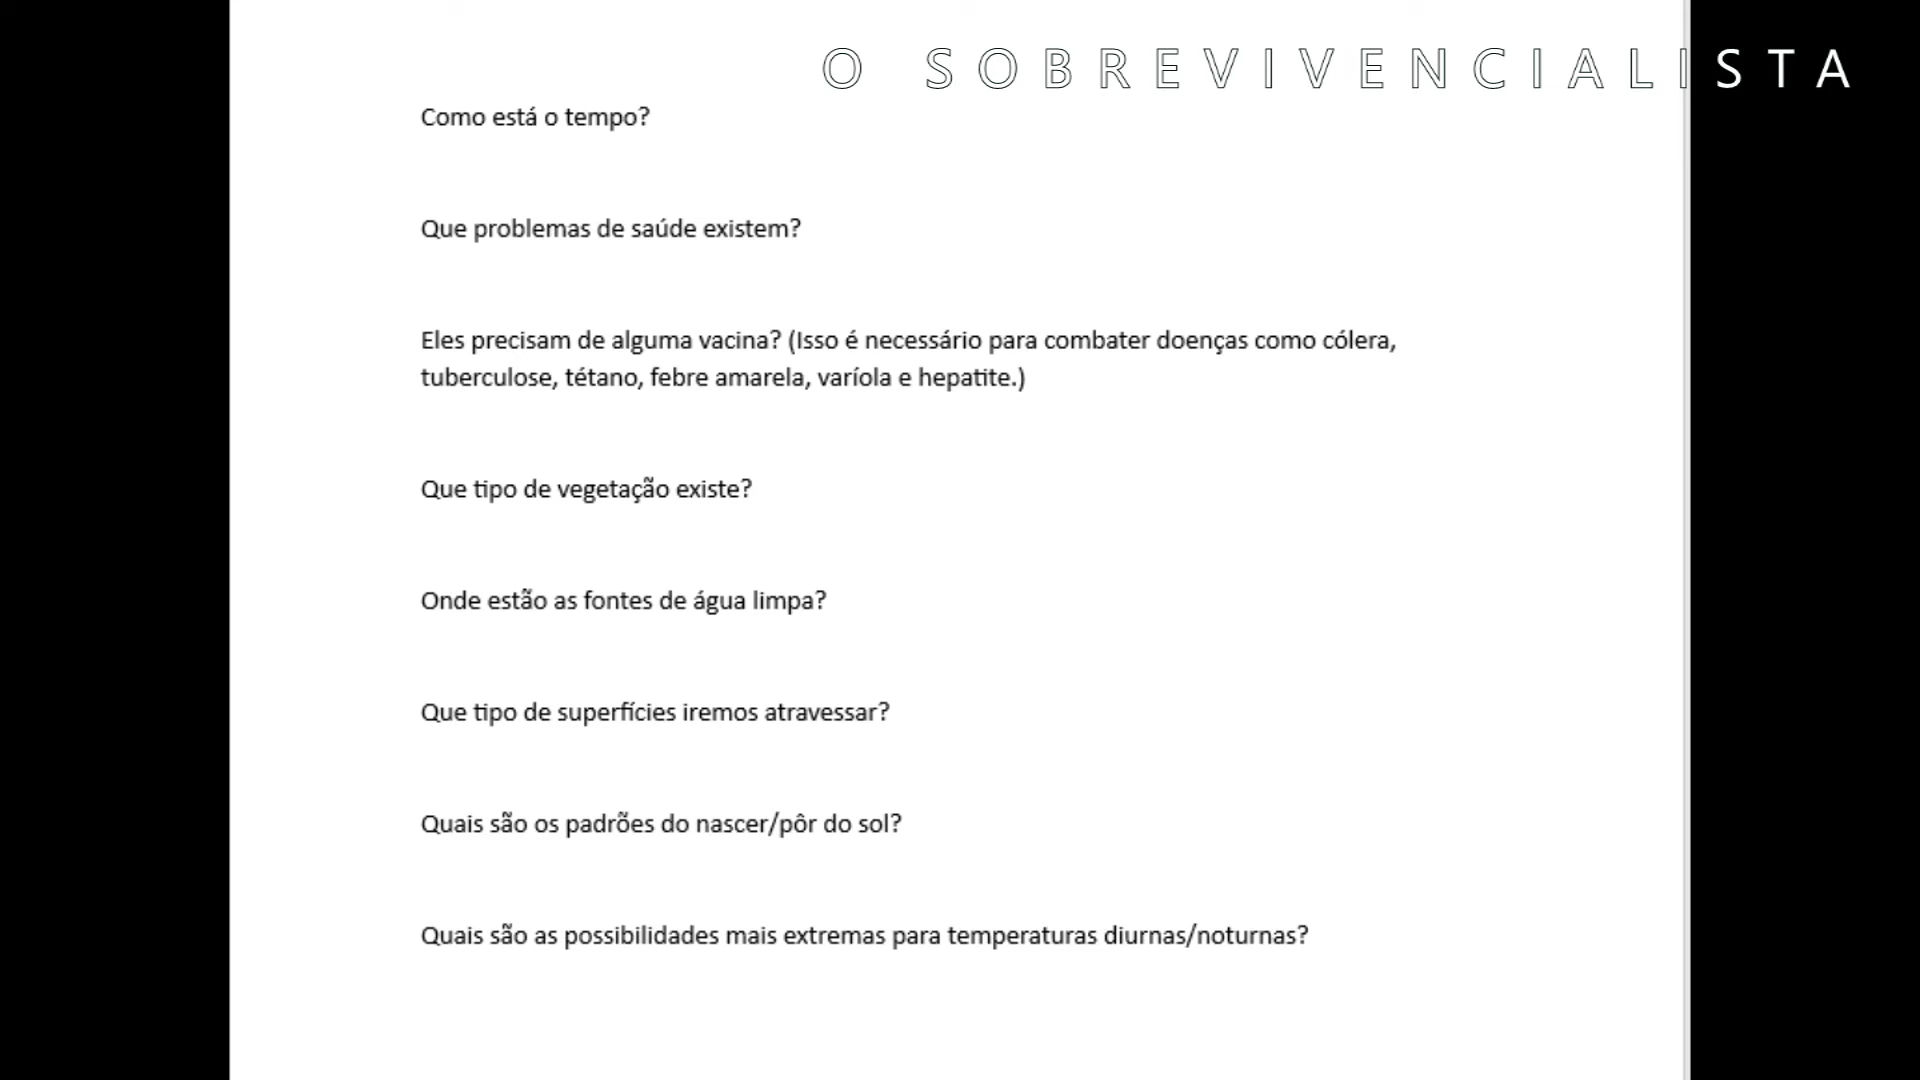 O SOBREVIVENCIALISTA
Como está o tempo?
Que problemas de saúde existem?
Eles precisam de alguma vacina? (Isso é necessário para combater doenças como cólera,
tuberculose, tétano, febre amarela, varíola e hepatite.)
Que tipo de vegetação existe?
Onde estão as fontes de água limpa?
Que tipo de superfícies iremos atravessar?
Quais são os padrões do nascer/pôr do sol?
Quais são as possibilidades mais extremas para temperaturas diurnas/noturnas?